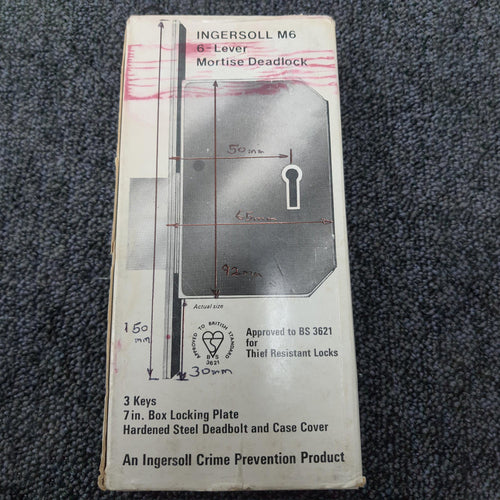 INGERSOLL M6
6-Lever
Mortise Deadlock
50mm
92mm
Actual size
150
mm
30mm
APPROVED TO BRITISH STANDARD
BS
3621
Approved to BS 3621
for
Thief Resistant Locks
3 Keys
7 in. Box Locking Plate
Hardened Steel Deadbolt and Case Cover
An Ingersoll Crime Prevention Product